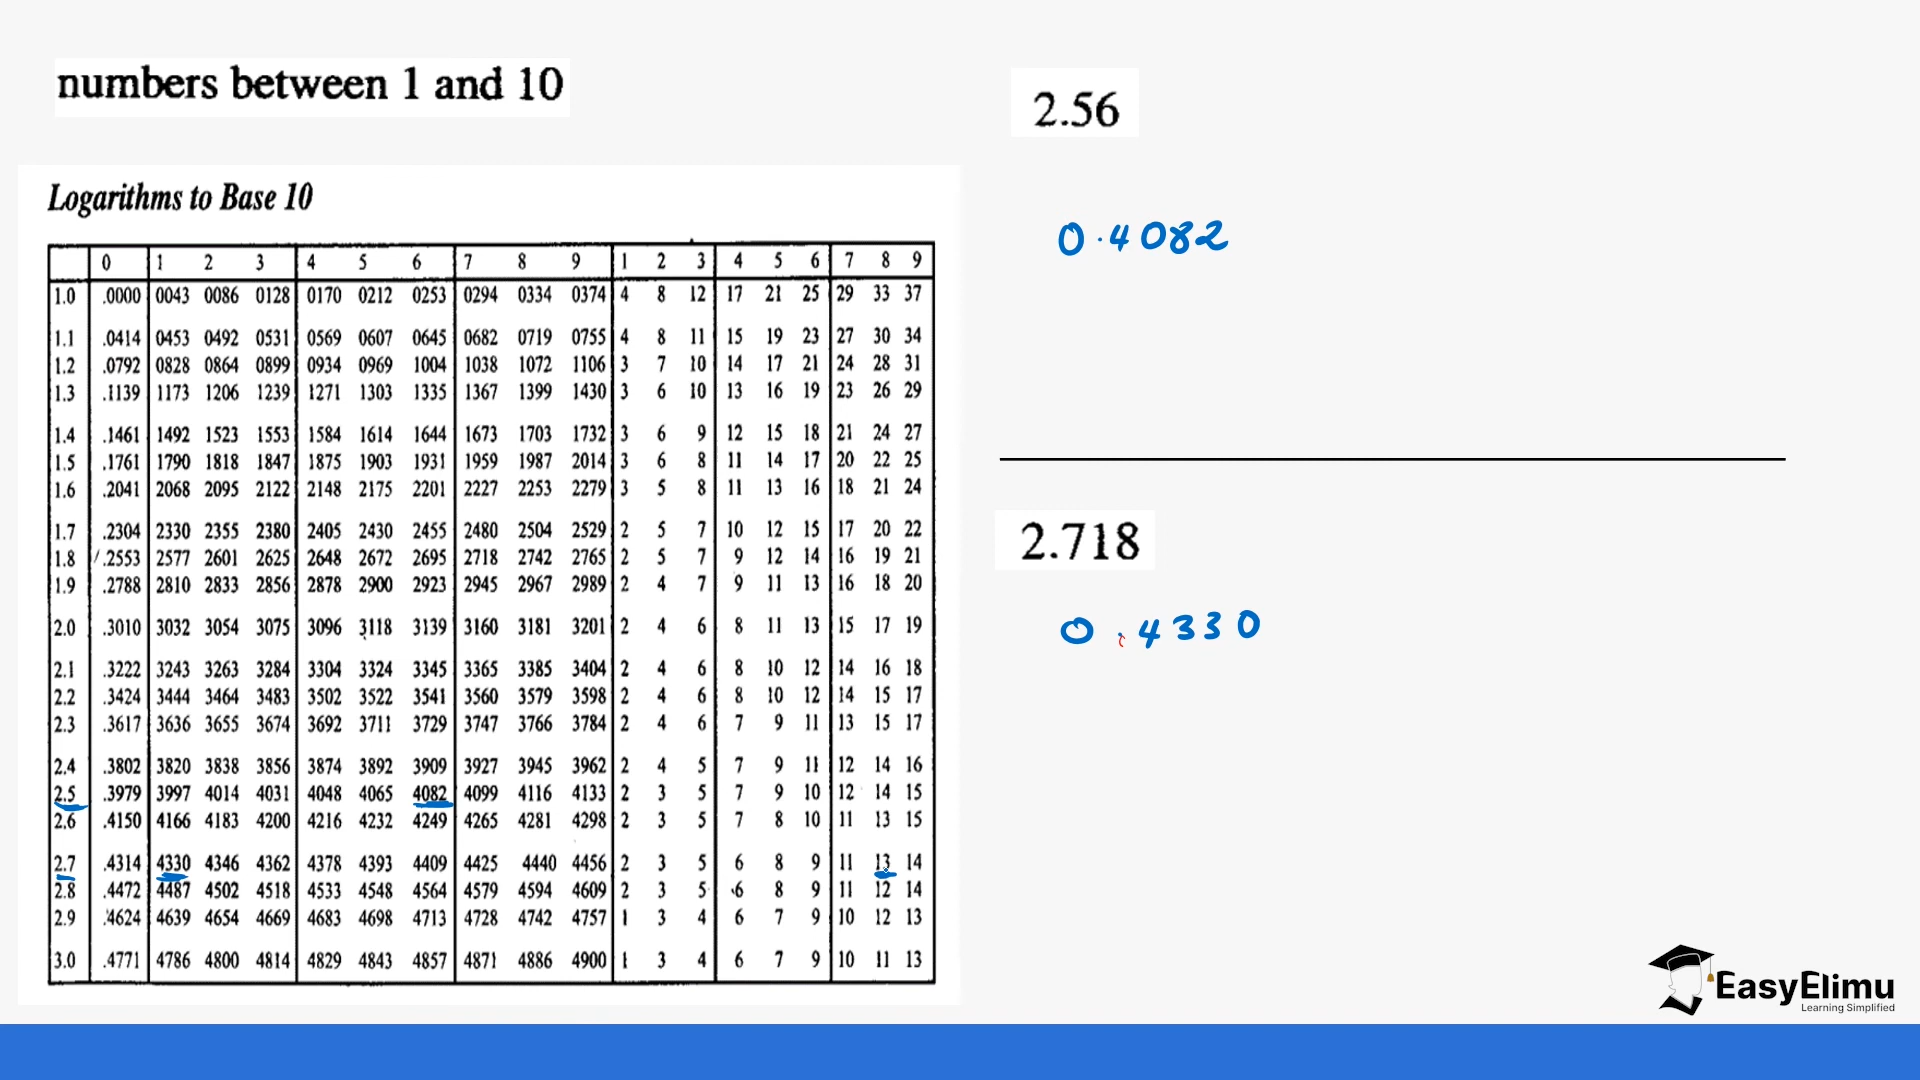 numbers between 1 and 10
Logarithms to Base 10
0 1 2 3 4 5 6 7 8 9 1 2 3 4 5 6 7 8 9
1.0 .0000 0043 0086 0128 0170 0212 0253 0294 0334 0374 4 8 12 17 21 25 29 33 37
1.1 .0414 0453 0492 0531 0569 0607 0645 0682 0719 0755 4 8 11 15 19 23 27 30 34
1.2 .0792 0828 0864 0899 0934 0969 1004 1038 1072 1106 3 7 10 14 17 21 24 28 31
1.3 .1139 1173 1206 1239 1271 1303 1335 1367 1399 1430 3 6 10 13 16 19 23 26 29
1.4 .1461 1492 1523 1553 1584 1614 1644 1673 1703 1732 3 6 9 12 15 18 21 24 27
1.5 .1761 1790 1818 1847 1875 1903 1931 1959 1987 2014 3 6 8 11 14 17 20 22 25
1.6 .2041 2068 2095 2122 2148 2175 2201 2227 2253 2279 3 5 8 11 13 16 18 21 24
1.7 .2304 2330 2355 2380 2405 2430 2455 2480 2504 2529 2 5 7 10 12 15 17 20 22
1.8 .2553 2577 2601 2625 2648 2672 2695 2718 2742 2765 2 5 7 9 12 14 16 19 21
1.9 .2788 2810 2833 2856 2878 2900 2923 2945 2967 2989 2 4 7 9 11 13 16 18 20
2.0 .3010 3032 3054 3075 3096 3118 3139 3160 3181 3201 2 4 6 8 11 13 15 17 19
2.1 .3222 3243 3263 3284 3304 3324 3345 3365 3385 3404 2 4 6 8 10 12 14 16 18
2.2 .3424 3444 3464 3483 3502 3522 3541 3560 3579 3598 2 4 6 8 10 12 14 15 17
2.3 .3617 3636 3655 3674 3692 3711 3729 3747 3766 3784 2 4 6 7 9 11 13 15 17
2.4 .3802 3820 3838 3856 3874 3892 3909 3927 3945 3962 2 4 5 7 9 11 12 14 16
2.5 .3979 3997 4014 4031 4048 4065 4082 4099 4116 4133 2 3 5 7 9 10 12 14 15
2.6 .4150 4166 4183 4200 4216 4232 4249 4265 4281 4298 2 3 5 7 8 10 11 13 15
2.7 .4314 4330 4346 4362 4378 4393 4409 4425 4440 4456 2 3 5 6 8 9 11 13 14
2.8 .4472 4487 4502 4518 4533 4548 4564 4579 4594 4609 2 3 5 6 8 9 11 12 14
2.9 .4624 4639 4654 4669 4683 4698 4713 4728 4742 4757 1 3 4 6 7 9 10 12 13
3.0 .4771 4786 4800 4814 4829 4843 4857 4871 4886 4900 1 3 4 6 7 9 10 11 13
2.56
0.4082
2.718
0.4330
EasyElimu
Learning Simplified